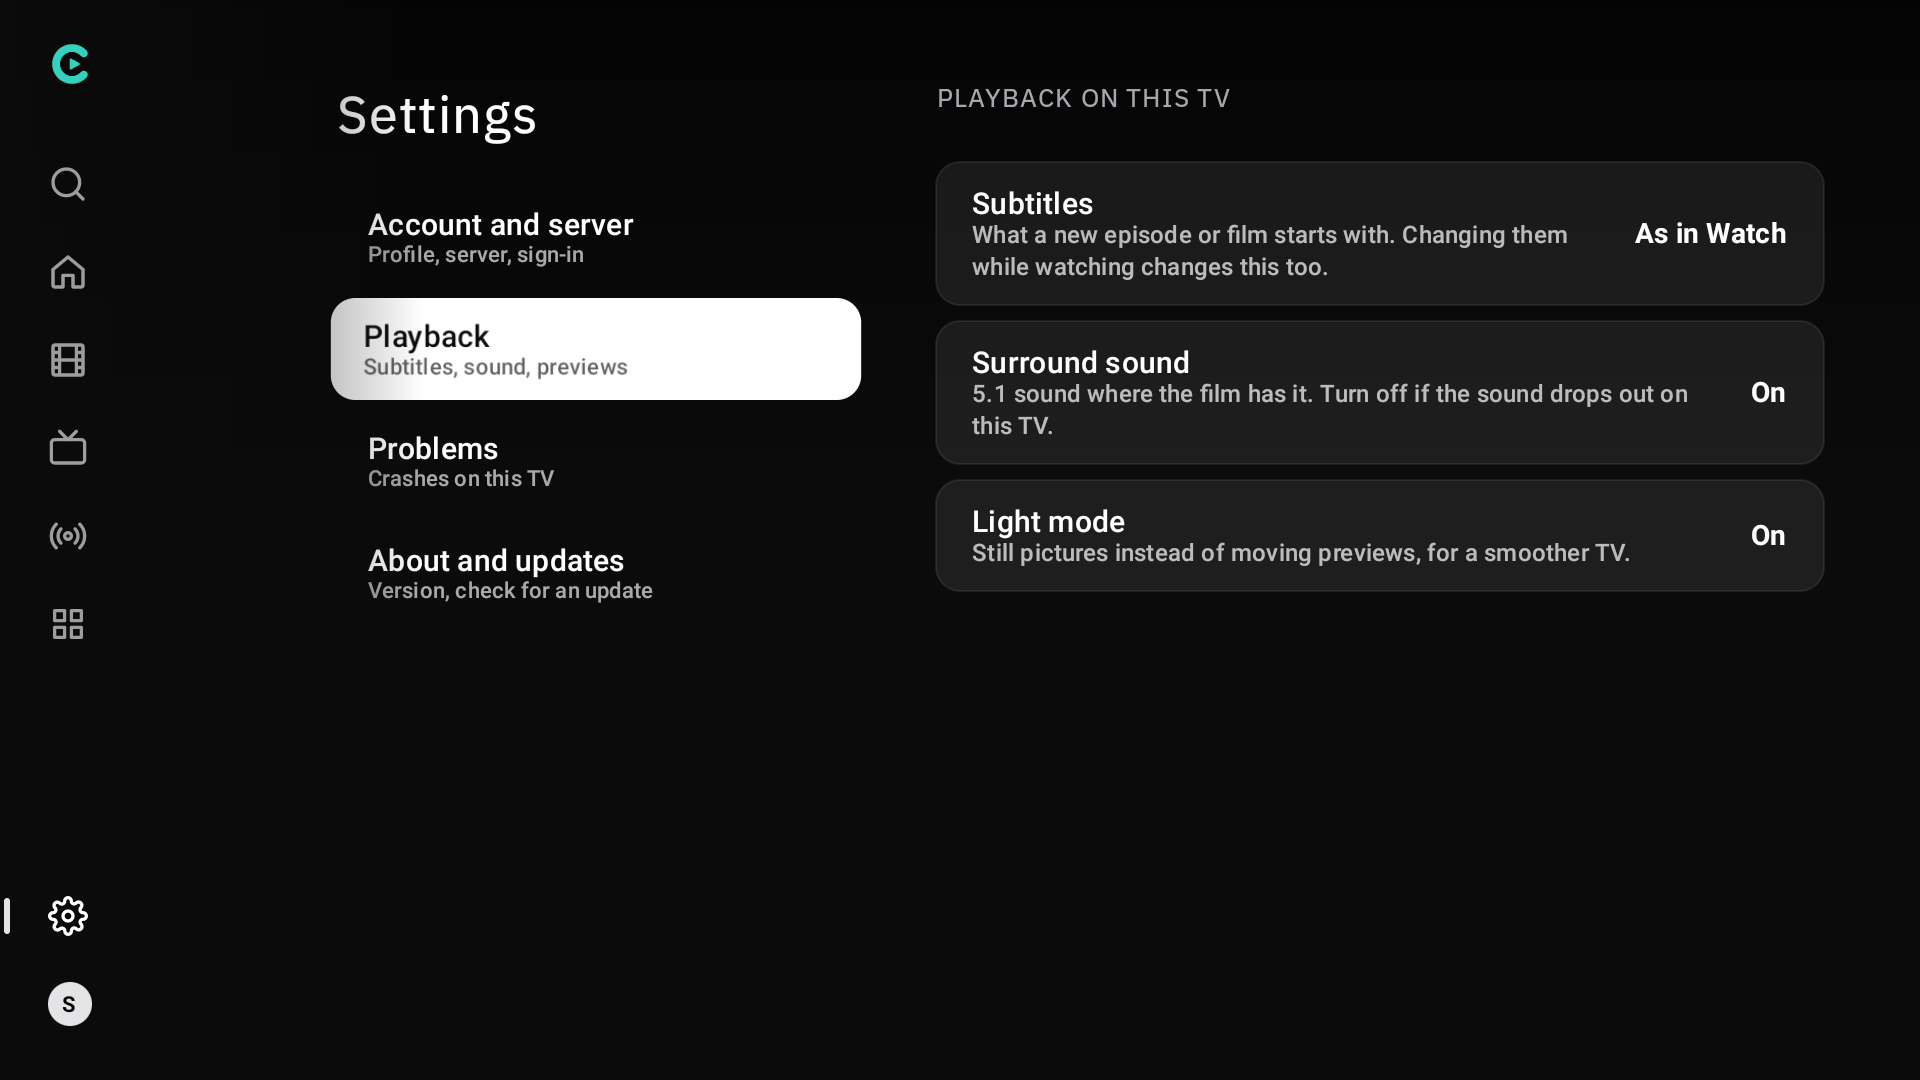 Settings
Account and server
Profile, server, sign-in
Playback
Subtitles, sound, previews
Problems
Crashes on this TV
About and updates
Version, check for an update
S
PLAYBACK ON THIS TV
Subtitles
What a new episode or film starts with. Changing them
while watching changes this too.
As in Watch
Surround sound
5.1 sound where the film has it. Turn off if the sound drops out on
this TV.
On
Light mode
Still pictures instead of moving previews, for a smoother TV.
On